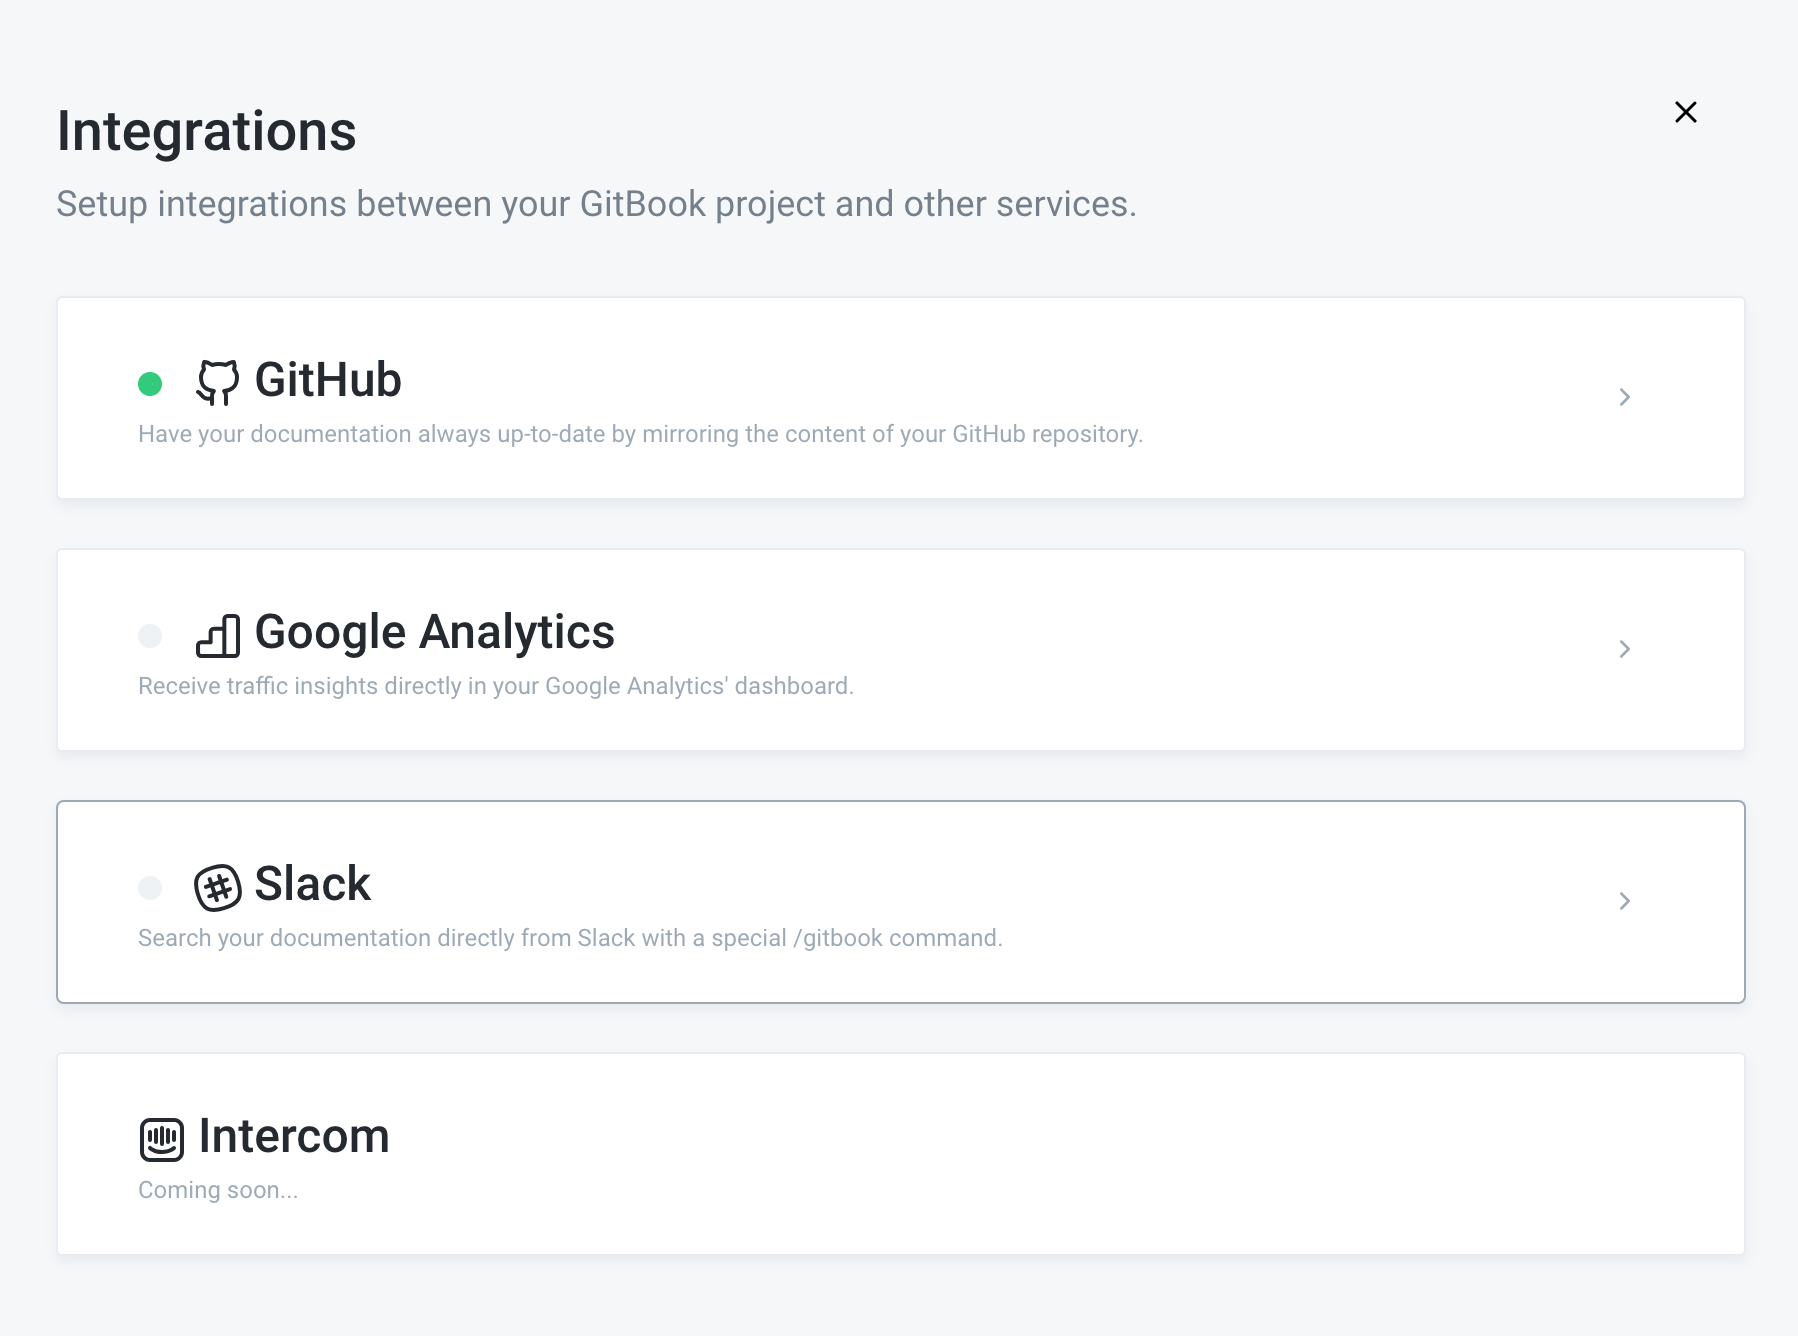 Integrations
Setup integrations between your GitBook project and other services.
GitHub
Have your documentation always up-to-date by mirroring the content of your GitHub repository.
Google Analytics
Receive traffic insights directly in your Google Analytics' dashboard.
Slack
Search your documentation directly from Slack with a special /gitbook command.
Intercom
Coming soon...